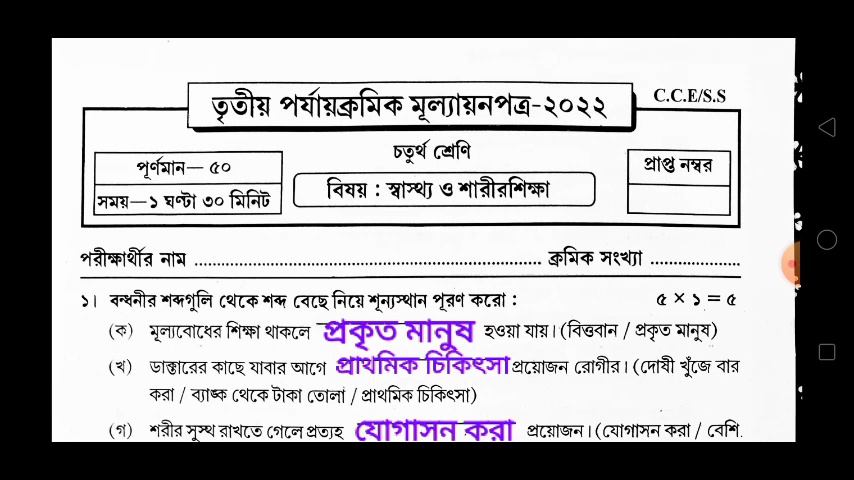 তৃতীয় পর্যায়ক্রমিক মূল্যায়নপত্র-২০২২
C.C.E/S.S
চতুর্থ শ্রেণি
পূর্ণমান— ৫০
প্রাপ্ত নম্বর
বিষয় : স্বাস্থ্য ও শারীরশিক্ষা
সময়—১ ঘণ্টা ৩০ মিনিট
পরীক্ষার্থীর নাম ........................................................ ক্রমিক সংখ্যা ...................
১। বন্ধনীর শব্দগুলি থেকে শব্দ বেছে নিয়ে শূন্যস্থান পূরণ করো : ৫ × ১ = ৫
(ক) মূল্যবোধের শিক্ষা থাকলে প্রকৃত মানুষ হওয়া যায়। (বিত্তবান / প্রকৃত মানুষ)
(খ) ডাক্তারের কাছে যাবার আগে প্রাথমিক চিকিৎসা প্রয়োজন রোগীর। (দোষী খুঁজে বার
করা / ব্যাঙ্ক থেকে টাকা তোলা / প্রাথমিক চিকিৎসা)
(গ) শরীর সুস্থ রাখতে গেলে প্রত্যহ যোগাসন করা প্রয়োজন। (যোগাসন করা / বেশি